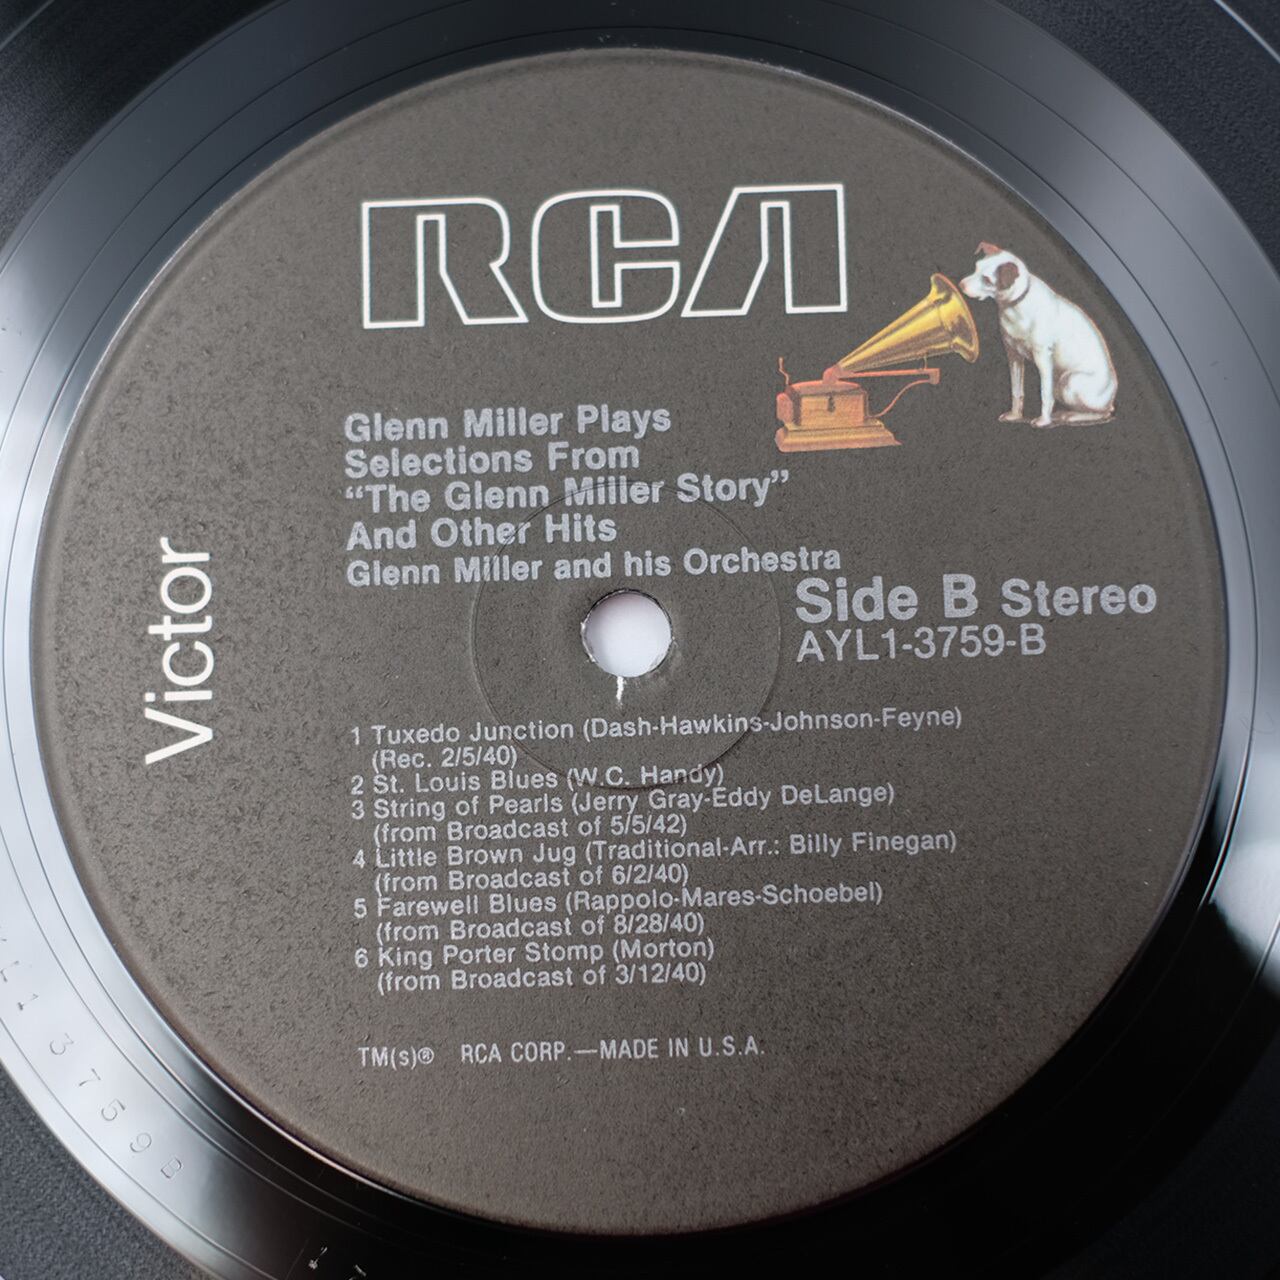 RCA
Glenn Miller Plays
Selections From
“The Glenn Miller Story”
And Other Hits
Glenn Miller and his Orchestra
Side B Stereo
AYL1-3759-B
Victor
1 Tuxedo Junction (Dash-Hawkins-Johnson-Feyne)
(Rec. 2/5/40)
2 St. Louis Blues (W.C. Handy)
3 String of Pearls (Jerry Gray-Eddy DeLange)
(from Broadcast of 5/5/42)
4 Little Brown Jug (Traditional-Arr.: Billy Finegan)
(from Broadcast of 6/2/40)
5 Farewell Blues (Rappolo-Mares-Schoebel)
(from Broadcast of 8/28/40)
6 King Porter Stomp (Morton)
(from Broadcast of 3/12/40)
TM(s)® RCA CORP.—MADE IN U.S.A.
L1 3759B